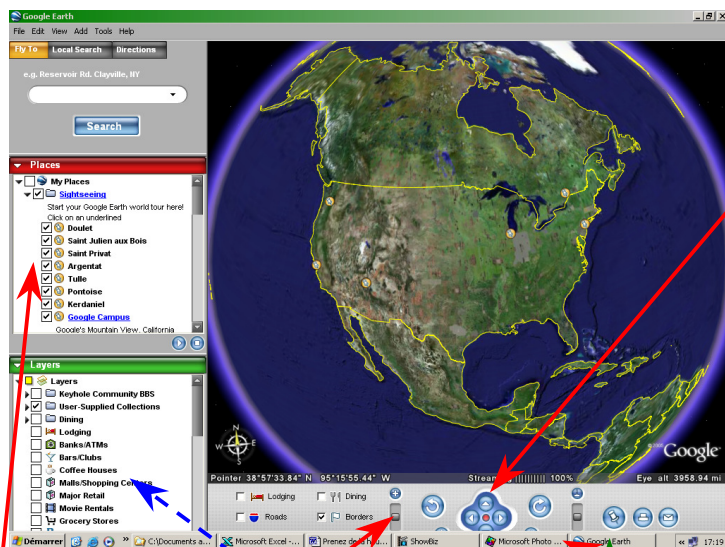 Google Earth
File Edit View Add Tools Help
Fly To Local Search Directions
e.g. Reservoir Rd. Clayville, NY
Search
Places
My Places
Sightseeing
Start your Google Earth world tour here!
Click on an underlined
Doulet
Saint Julien aux Bois
Saint Privat
Argentat
Tulle
Pontoise
Kerdaniel
Google Campus
Google's Mountain View, California
Layers
Layers
Keyhole Community BBS
User-Supplied Collections
Dining
Lodging
Banks/ATMs
Bars/Clubs
Coffee Houses
Malls/Shopping Centers
Major Retail
Movie Rentals
Grocery Stores
N
W E
S
Google
Pointer 38°57'33.84" N 95°15'55.44" W Streaming 100% Eye alt 3958.94 mi
Lodging Dining
Roads Borders
Démarrer C:\Documents a... Microsoft Excel -... Prenez de la hau... ShowBiz Microsoft Photo ... Google Earth 17:19